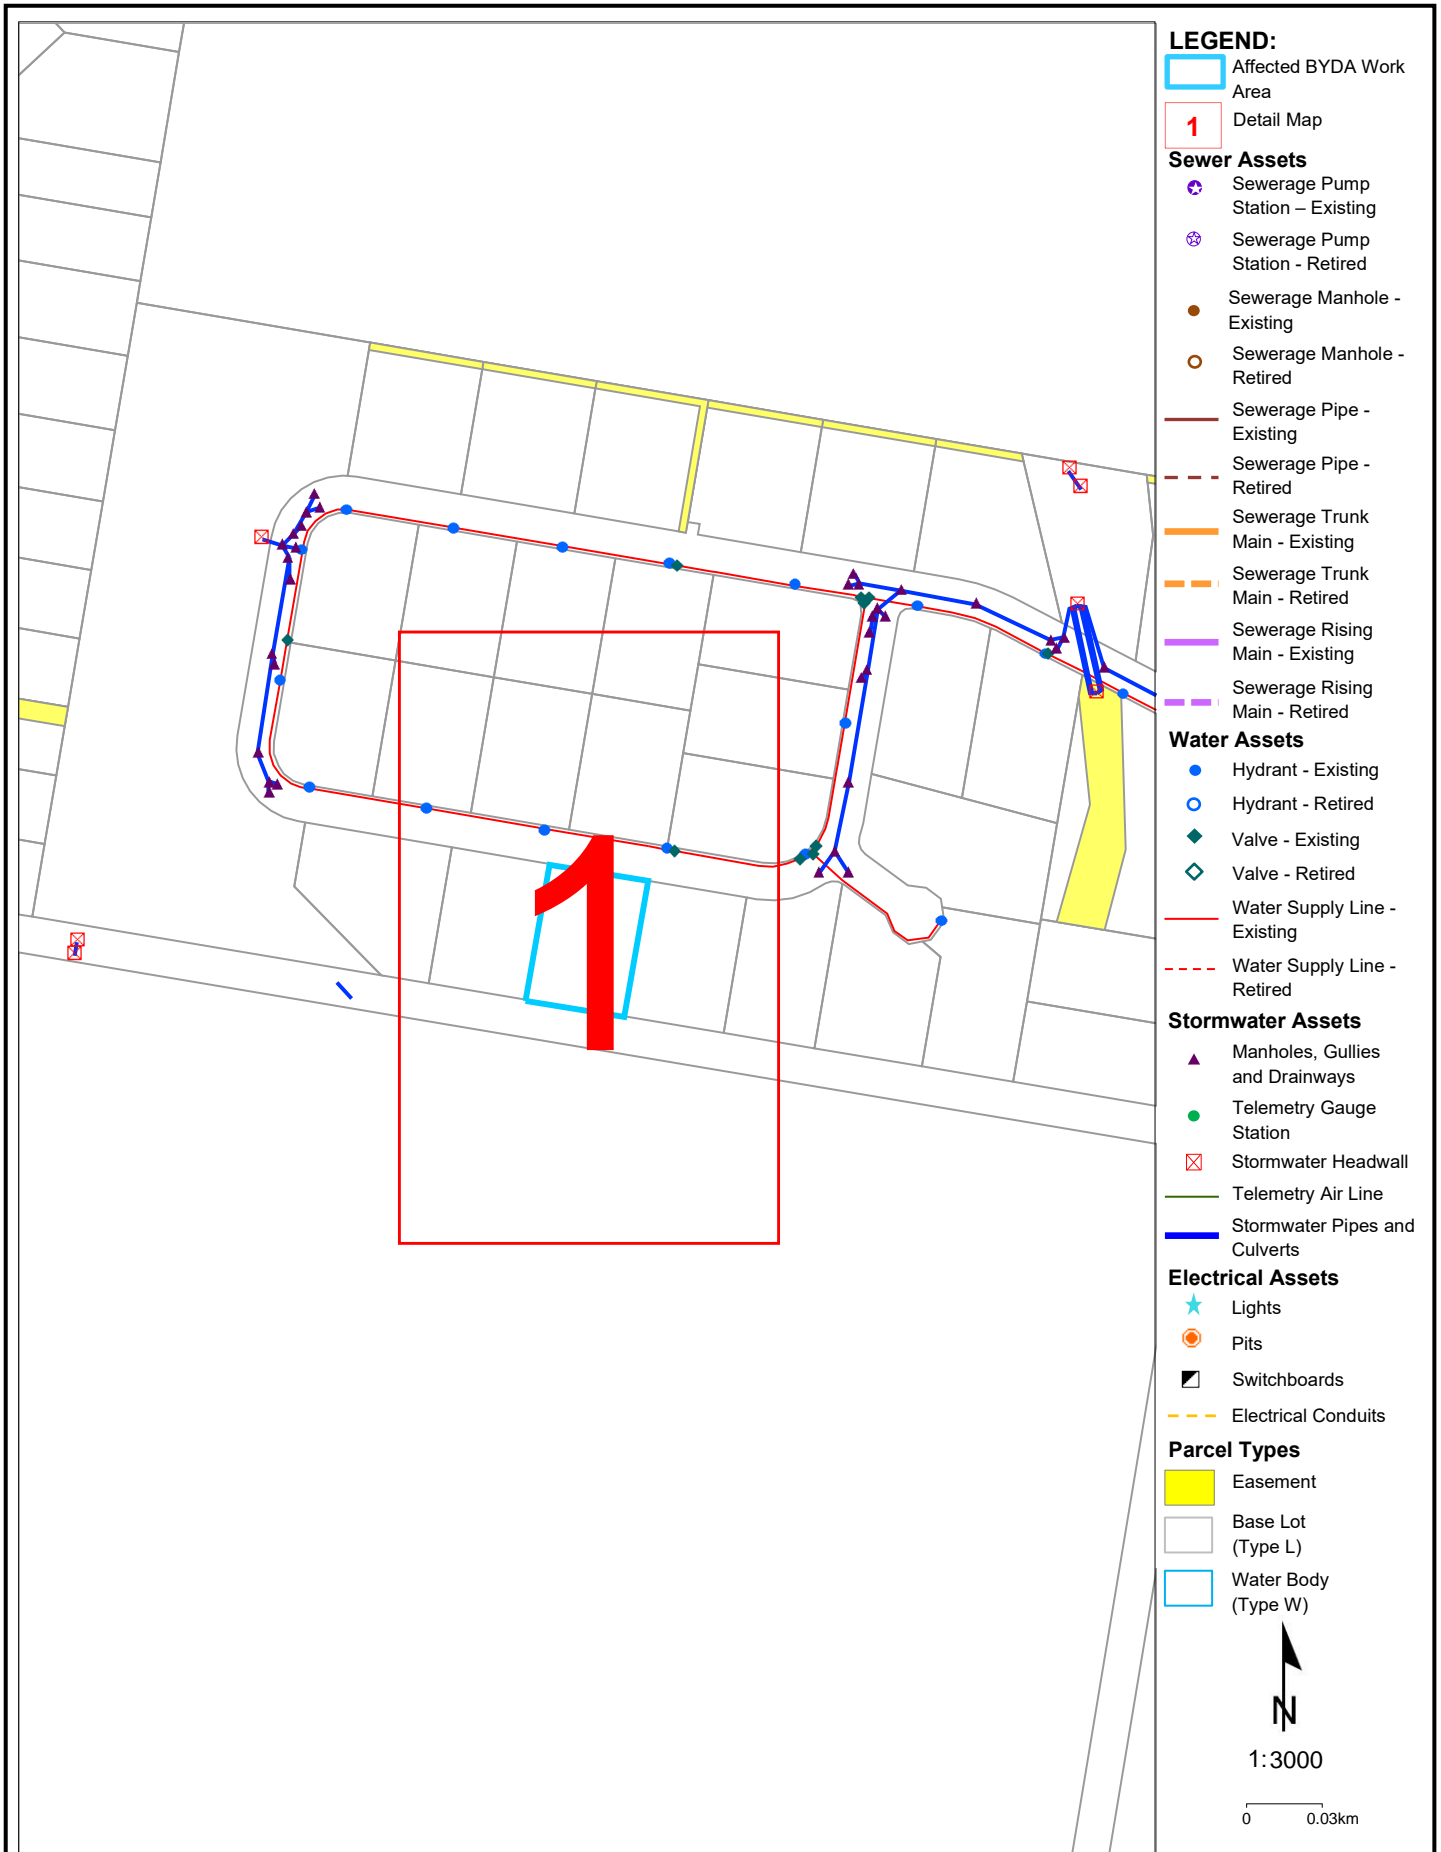 LEGEND:
Affected BYDA Work
Area
1
Detail Map
Sewer Assets
Sewerage Pump
Station – Existing
Sewerage Pump
Station - Retired
Sewerage Manhole -
Existing
Sewerage Manhole -
Retired
Sewerage Pipe -
Existing
Sewerage Pipe -
Retired
Sewerage Trunk
Main - Existing
Sewerage Trunk
Main - Retired
Sewerage Rising
Main - Existing
Sewerage Rising
Main - Retired
Water Assets
Hydrant - Existing
Hydrant - Retired
Valve - Existing
Valve - Retired
Water Supply Line -
Existing
Water Supply Line -
Retired
Stormwater Assets
Manholes, Gullies
and Drainways
Telemetry Gauge
Station
Stormwater Headwall
Telemetry Air Line
Stormwater Pipes and
Culverts
Electrical Assets
Lights
Pits
Switchboards
Electrical Conduits
Parcel Types
Easement
Base Lot
(Type L)
Water Body
(Type W)
N
1:3000
0 0.03km
1